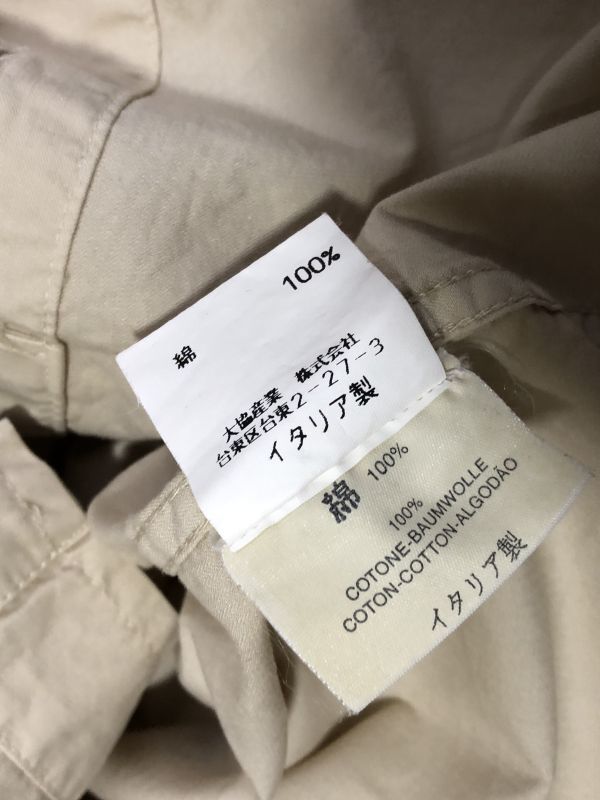 綿 100%
大協産業 株式会社
台東区台東2-27-3
イタリア製
綿 100%
100%
COTONE-BAUMWOLLE
COTON-COTTON-ALGODÃO
イタリア製